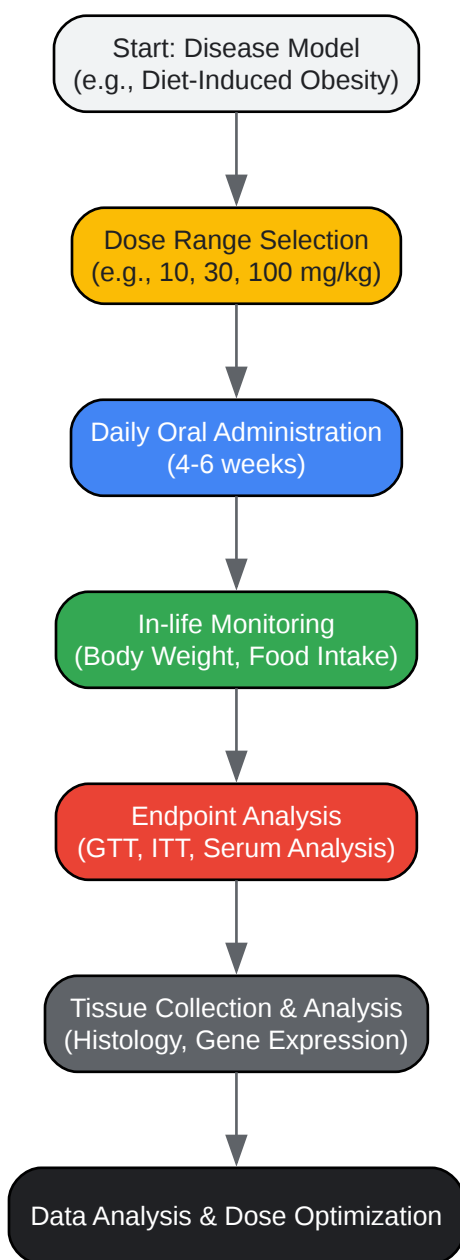 Start: Disease Model
(e.g., Diet-Induced Obesity)
Dose Range Selection
(e.g., 10, 30, 100 mg/kg)
Daily Oral Administration
(4-6 weeks)
In-life Monitoring
(Body Weight, Food Intake)
Endpoint Analysis
(GTT, ITT, Serum Analysis)
Tissue Collection & Analysis
(Histology, Gene Expression)
Data Analysis & Dose Optimization